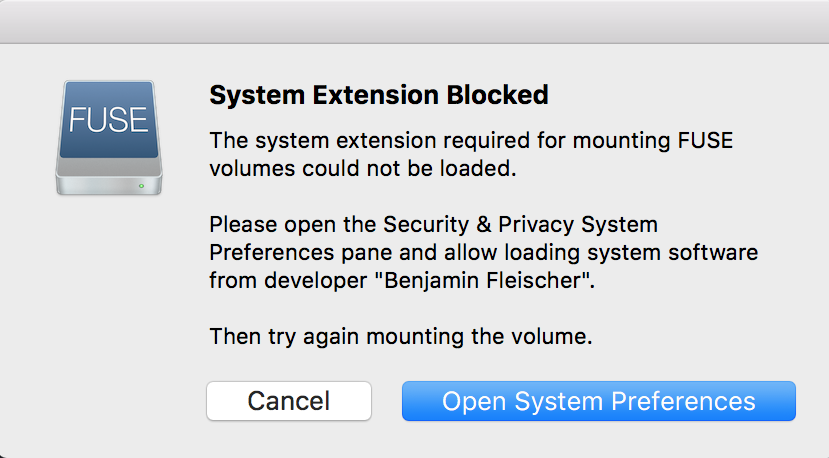 FUSE
System Extension Blocked
The system extension required for mounting FUSE
volumes could not be loaded.
Please open the Security & Privacy System
Preferences pane and allow loading system software
from developer "Benjamin Fleischer".
Then try again mounting the volume.
Cancel
Open System Preferences